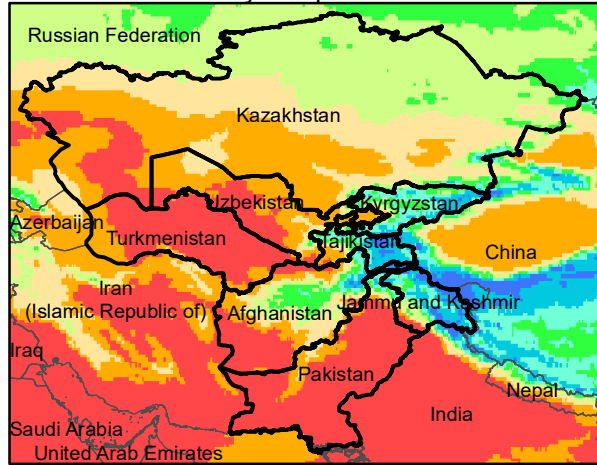 Russian Federation
Kazakhstan
Uzbekistan
Kyrgyzstan
Azerbaijan
Turkmenistan
Tajikistan
China
Iran
(Islamic Republic of)
Afghanistan
Jammu and Kashmir
Iraq
Pakistan
Nepal
India
Saudi Arabia
United Arab Emirates